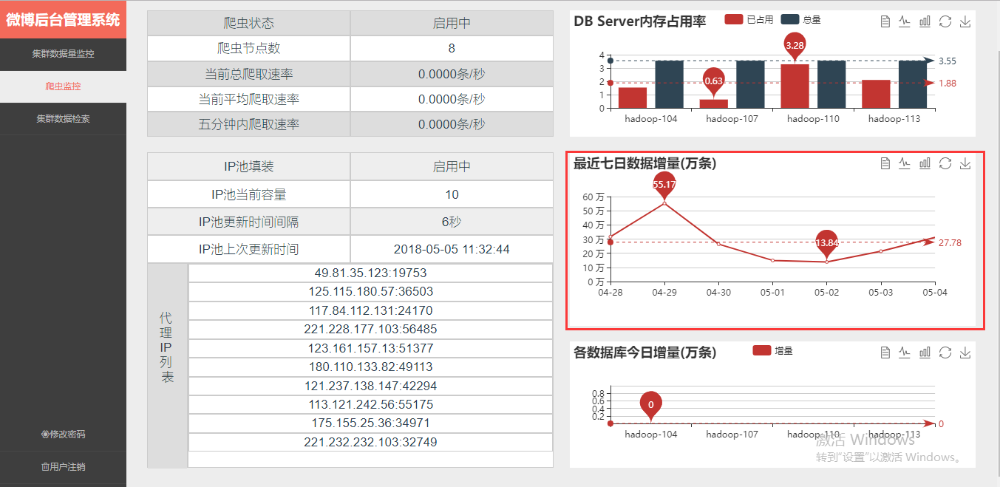 微博后台管理系统
集群数据量监控
爬虫监控
集群数据检索
修改密码
用户注销
爬虫状态 启用中
爬虫节点数 8
当前总爬取速率 0.0000条/秒
当前平均爬取速率 0.0000条/秒
五分钟内爬取速率 0.0000条/秒
IP池填装 启用中
IP池当前容量 10
IP池更新时间间隔 6秒
IP池上次更新时间 2018-05-05 11:32:44
代理IP列表
49.81.35.123:19753
125.115.180.57:36503
117.84.112.131:24170
221.228.177.103:56485
123.161.157.13:51377
180.110.133.82:49113
121.237.138.147:42294
113.121.242.56:55175
175.155.25.36:34971
221.232.232.103:32749
DB Server内存占用率 已占用 总量
3.28
0.63
4
3
2
1
0
3.55
1.88
hadoop-104 hadoop-107 hadoop-110 hadoop-113
最近七日数据增量(万条)
55.17
13.84
60 万
50 万
40 万
30 万
20 万
10 万
0 万
27.78
04-28 04-29 04-30 05-01 05-02 05-03 05-04
各数据库今日增量(万条) 增量
0.8
0.6
0.4
0.2
0
0
hadoop-104 hadoop-107 hadoop-110 hadoop-113
激活 Windows
转到"设置"以激活 Windows。